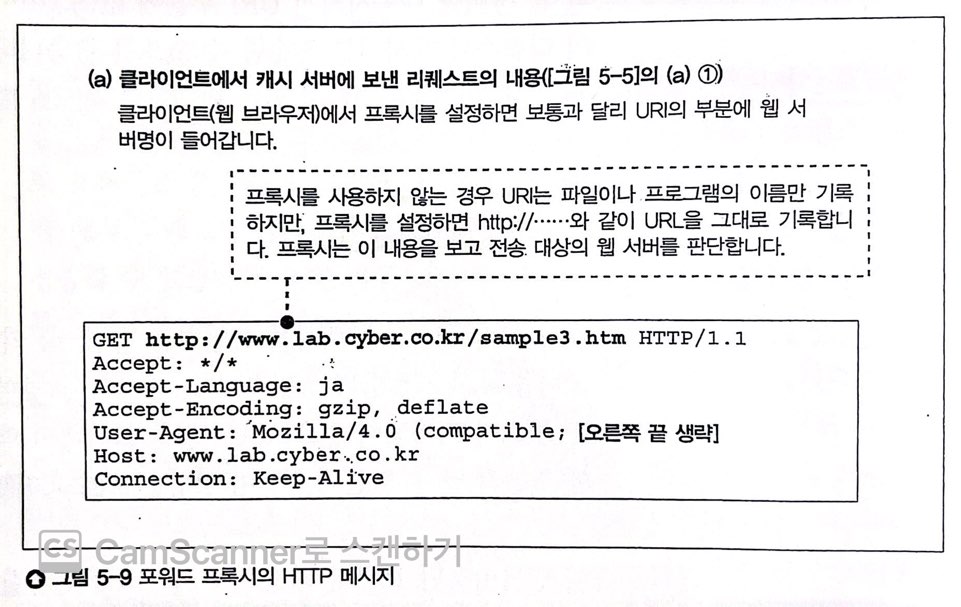 (a) 클라이언트에서 캐시 서버에 보낸 리퀘스트의 내용([그림 5-5]의 (a) ①)
클라이언트(웹 브라우저)에서 프록시를 설정하면 보통과 달리 URI의 부분에 웹 서
버명이 들어갑니다.
프록시를 사용하지 않는 경우 URI는 파일이나 프로그램의 이름만 기록
하지만, 프록시를 설정하면 http://……와 같이 URL을 그대로 기록합니
다. 프록시는 이 내용을 보고 전송 대상의 웹 서버를 판단합니다.
GET http://www.lab.cyber.co.kr/sample3.htm HTTP/1.1
Accept: */*
Accept-Language: ja
Accept-Encoding: gzip, deflate
User-Agent: Mozilla/4.0 (compatible; [오른쪽 끝 생략]
Host: www.lab.cyber.co.kr
Connection: Keep-Alive
CS CamScanner로 스캔하기
그림 5-9 포워드 프록시의 HTTP 메시지